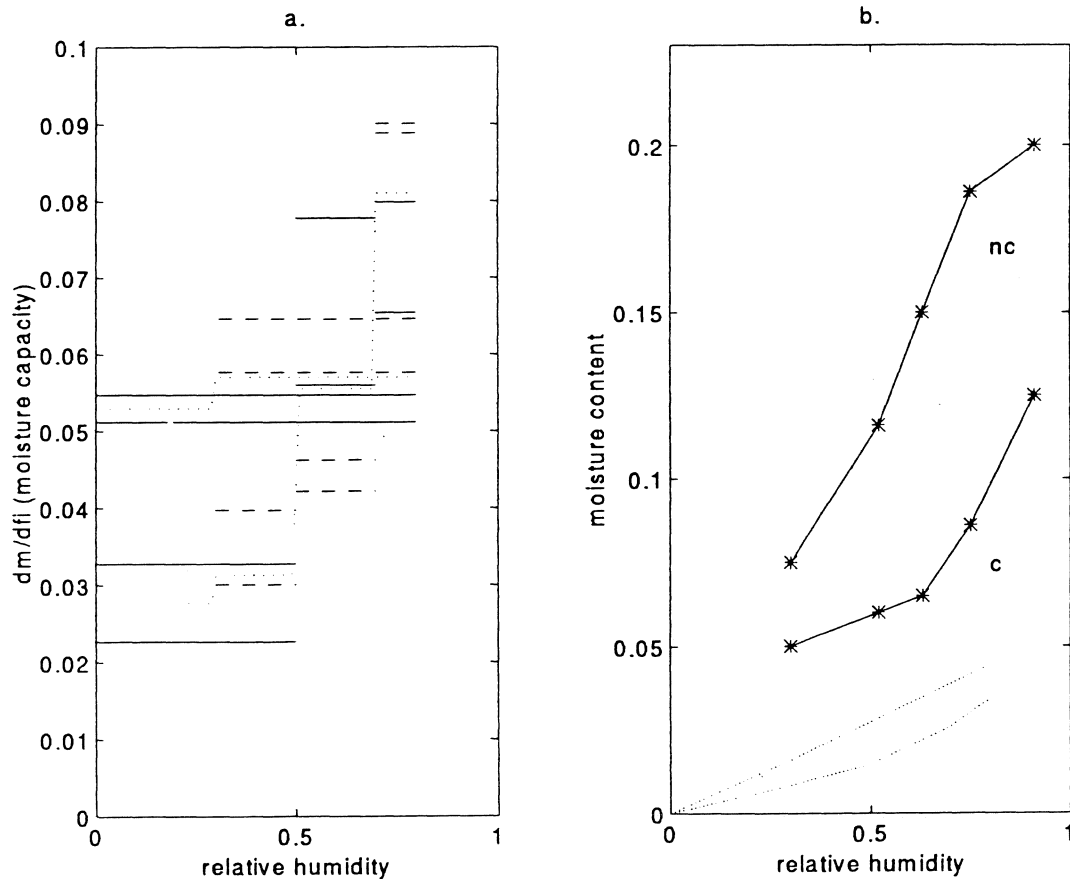 a.
0.1
0.09
0.08
0.07
0.06
0.05
0.04
0.03
0.02
0.01
0
dm/dfi (moisture capacity)
0
0.5
1
relative humidity
b.
0.2
0.15
0.1
0.05
0
moisture content
nc
c
0
0.5
1
relative humidity